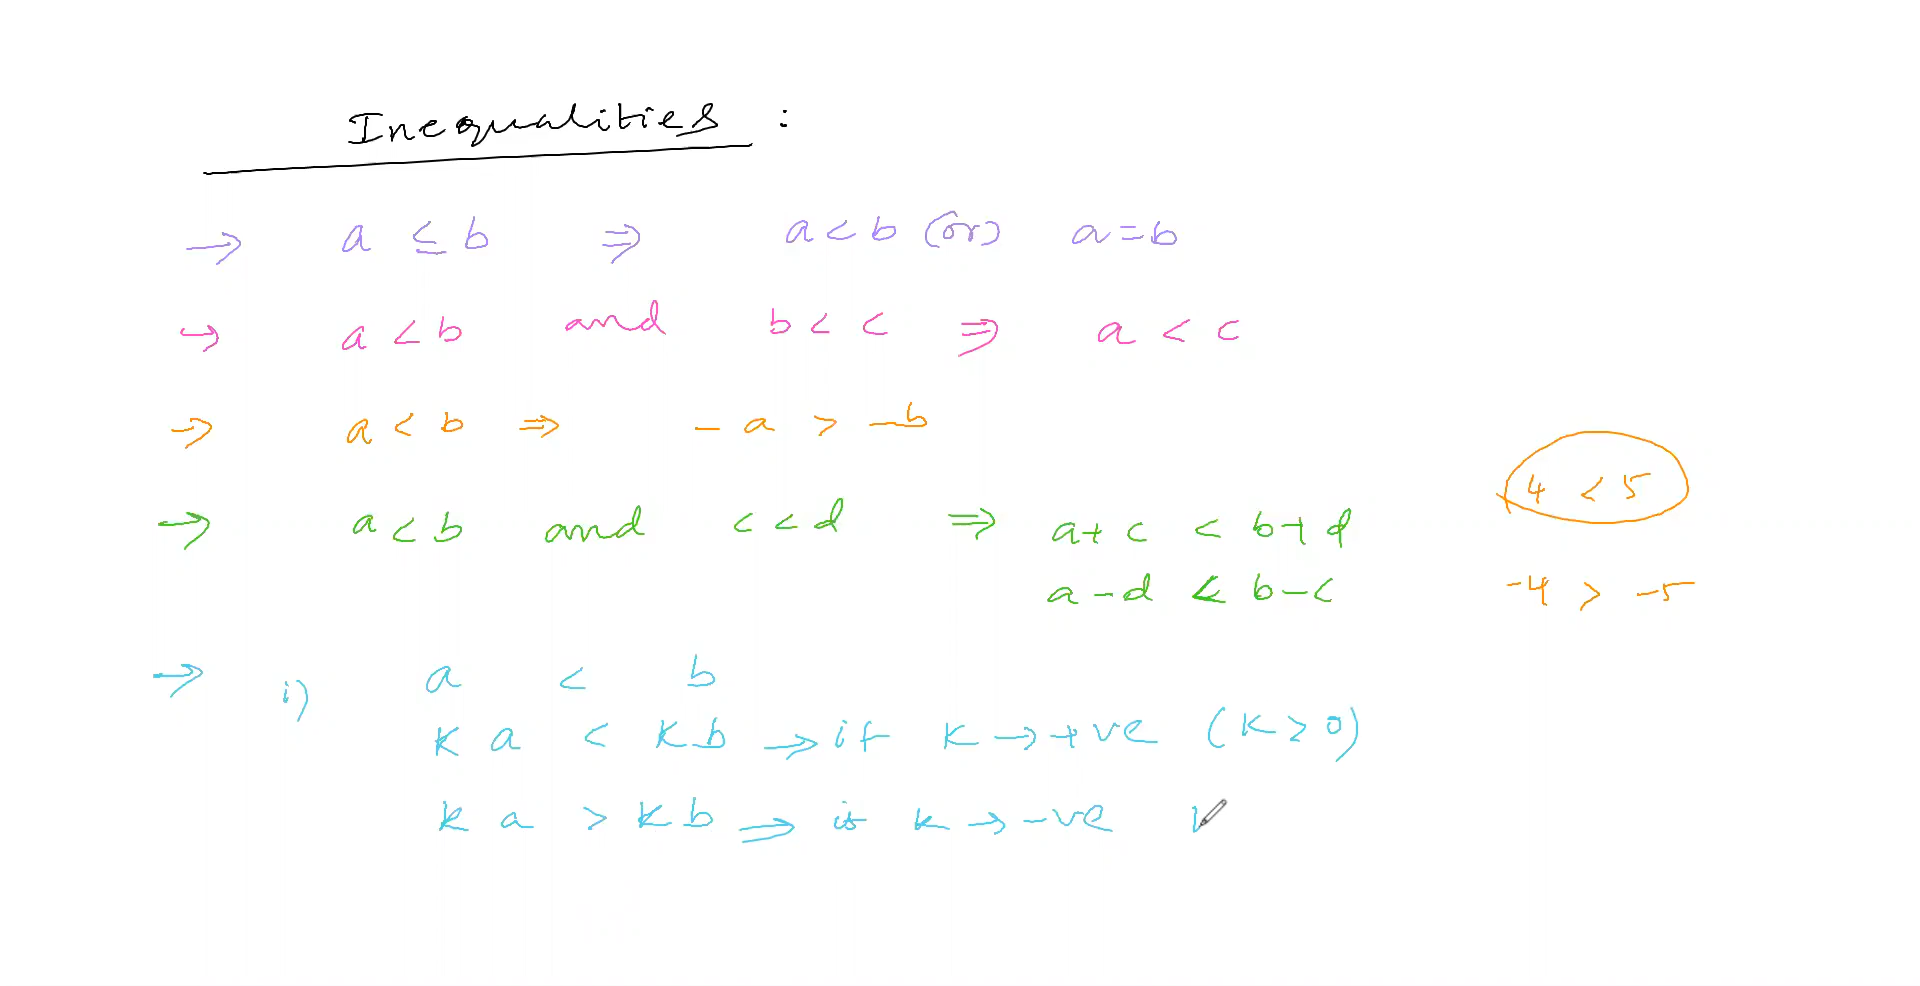 Inequalities :
→ a ≤ b ⇒ a < b (or) a = b
→ a < b and b < c ⇒ a < c
→ a < b ⇒ - a > - b
→ a < b and c < d ⇒ a + c < b + d
a - d < b - c
4 < 5
-4 > -5
→ i) a < b
K a < K b → if K → +ve (K > 0)
K a > K b ⇒ if K → -ve